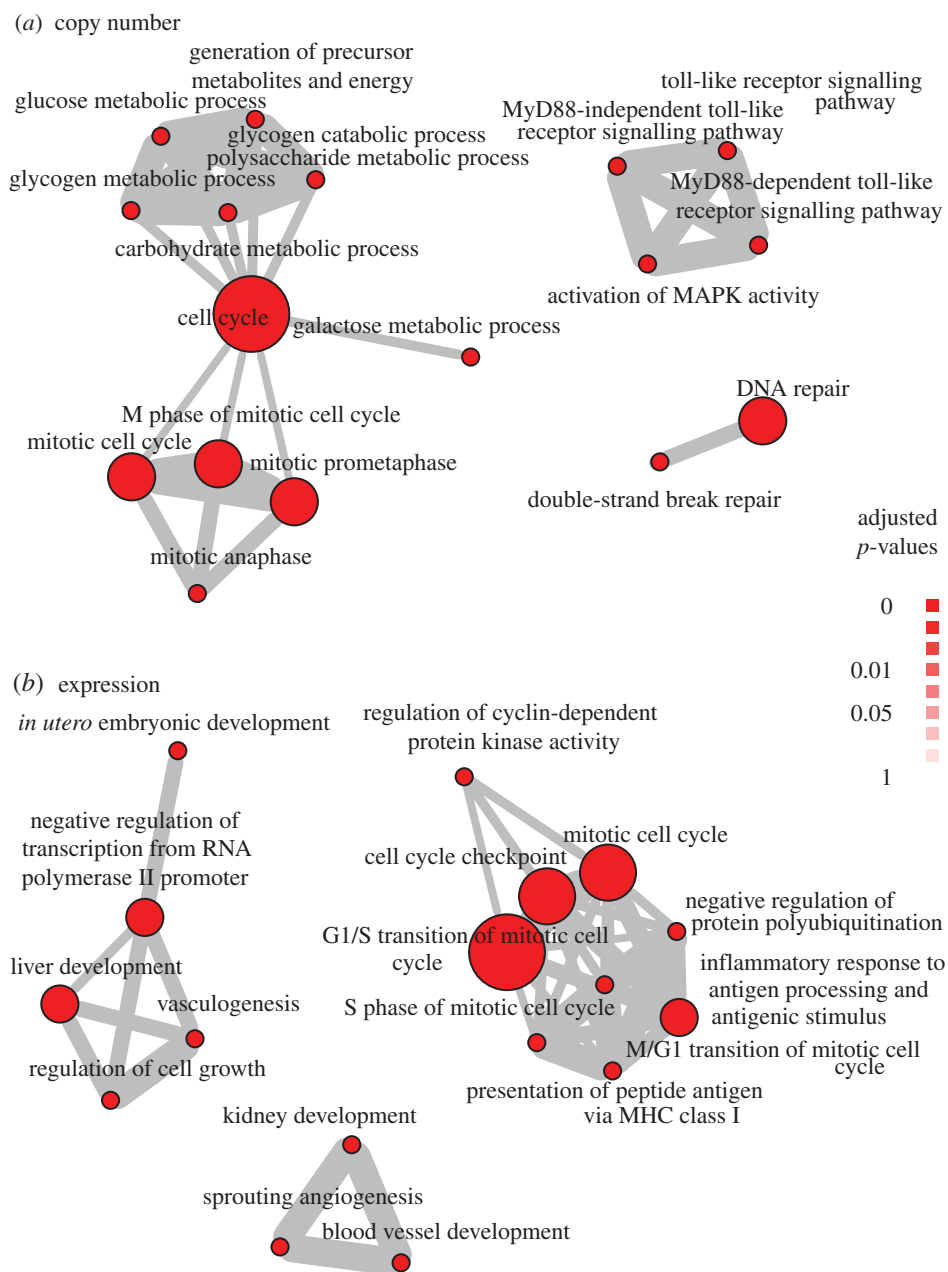 (a) copy number
generation of precursor
metabolites and energy
glucose metabolic process
glycogen catabolic process
polysaccharide metabolic process
glycogen metabolic process
carbohydrate metabolic process
cell cycle
galactose metabolic process
M phase of mitotic cell cycle
mitotic cell cycle
mitotic prometaphase
mitotic anaphase
toll-like receptor signalling
pathway
MyD88-independent toll-like
receptor signalling pathway
MyD88-dependent toll-like
receptor signalling pathway
activation of MAPK activity
DNA repair
double-strand break repair
adjusted
p-values
0
0.01
0.05
1
(b) expression
in utero embryonic development
negative regulation of
transcription from RNA
polymerase II promoter
liver development
vasculogenesis
regulation of cell growth
regulation of cyclin-dependent
protein kinase activity
mitotic cell cycle
cell cycle checkpoint
negative regulation of
protein polyubiquitination
G1/S transition of mitotic cell
cycle
inflammatory response to
antigen processing and
antigenic stimulus
S phase of mitotic cell cycle
M/G1 transition of mitotic cell
cycle
presentation of peptide antigen
via MHC class I
kidney development
sprouting angiogenesis
blood vessel development